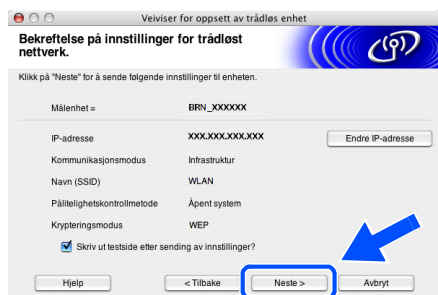 Veiviser for oppsett av trådløs enhet
Bekreftelse på innstillinger for trådløst
nettverk.
Klikk på "Neste" for å sende følgende innstillinger til enheten.
Målenhet = BRN_XXXXXX
IP-adresse XXX.XXX.XXX.XXX Endre IP-adresse
Kommunikasjonsmodus Infrastruktur
Navn (SSID) WLAN
Pålitelighetskontrollmetode Åpent system
Krypteringsmodus WEP
Skriv ut testside etter sending av innstillinger?
Hjelp < Tilbake Neste > Avbryt